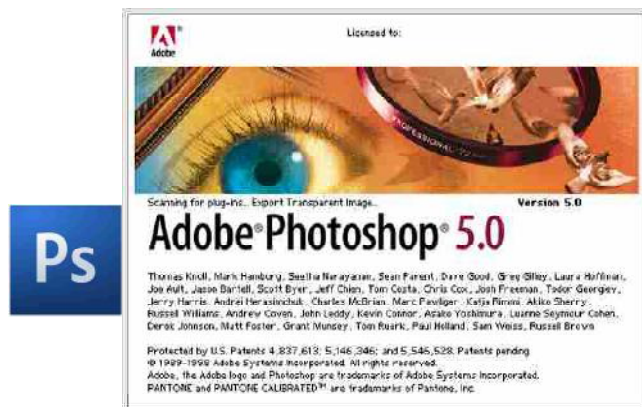 Adobe
Licensed to:
PROFESSIONAL
Scanning for plug-ins... Export Transparent Image...
Version 5.0
Adobe® Photoshop® 5.0
Thomas Knoll, Mark Hamburg, Seetha Narayanan, Sean Parent, Dave Good, Greg Gilley, Laura Hoffman,
Joe Ault, Jason Bartell, Scott Byer, Jeff Chien, Tom Costa, Chris Cox, Josh Freeman, Todor Georgiev,
Jerry Harris, Andrei Herasimchuk, Charles McBrian, Marc Pawliger, Katja Rimmi, Akiko Sherry
Russell Williams, Andrew Coven, John Leddy, Kevin Connor, Asako Yoshimura, Luanne Seymour Cohen,
Derek Johnson, Matt Foster, Grant Munsey, Tom Ruark, Paul Holland, Sam Weiss, Russell Brown
Protected by U.S. Patents 4,837,613; 5,146,346; and 5,546,528. Patents pending
© 1989-1998 Adobe Systems Incorporated. All rights reserved.
Adobe, the Adobe logo and Photoshop are trademarks of Adobe Systems Incorporated.
PANTONE and PANTONE CALIBRATED™ are trademarks of Pantone, Inc
Ps